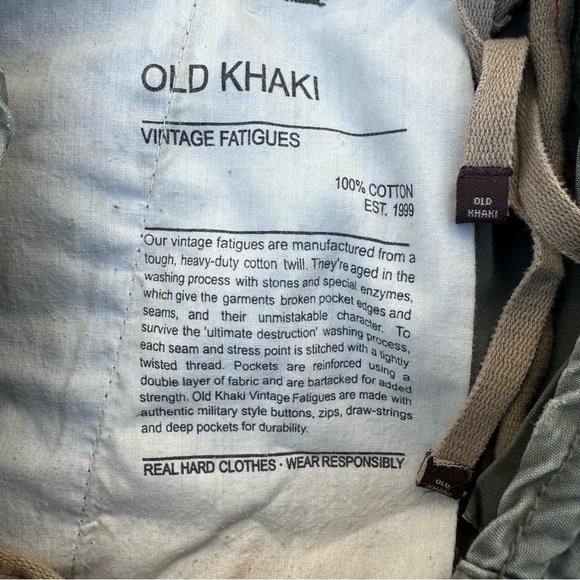 OLD KHAKI
VINTAGE FATIGUES
100% COTTON
EST. 1999
Our vintage fatigues are manufactured from a
tough, heavy-duty cotton twill. They're aged in the
washing process with stones and special enzymes,
which give the garments broken pocket edges and
seams, and their unmistakable character. To
survive the 'ultimate destruction' washing process,
each seam and stress point is stitched with a tightly
twisted thread. Pockets are reinforced using a
double layer of fabric and are bartacked for added
strength. Old Khaki Vintage Fatigues are made with
authentic military style buttons, zips, draw-strings
and deep pockets for durability.
REAL HARD CLOTHES - WEAR RESPONSIBLY
OLD
KHAKI
OLD
KHAKI